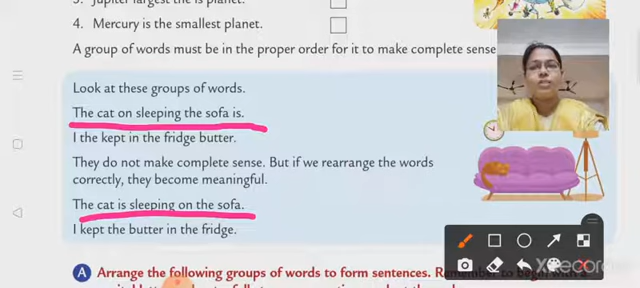 3. Jupiter largest the is planet.
4. Mercury is the smallest planet.
A group of words must be in the proper order for it to make complete sense
Look at these groups of words.
The cat on sleeping the sofa is.
I the kept in the fridge butter.
They do not make complete sense. But if we rearrange the words
correctly, they become meaningful.
The cat is sleeping on the sofa.
I kept the butter in the fridge.
A Arrange the following groups of words to form sentences. Remember to begin with a